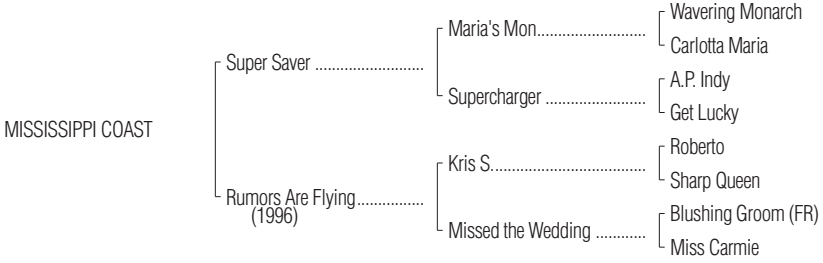 Wavering Monarch
Maria's Mon..........................
Carlotta Maria
Super Saver ..........................
A.P. Indy
Supercharger ........................
Get Lucky
MISSISSIPPI COAST
Roberto
Kris S.....................................
Sharp Queen
Rumors Are Flying................
(1996)
Blushing Groom (FR)
Missed the Wedding ............
Miss Carmie